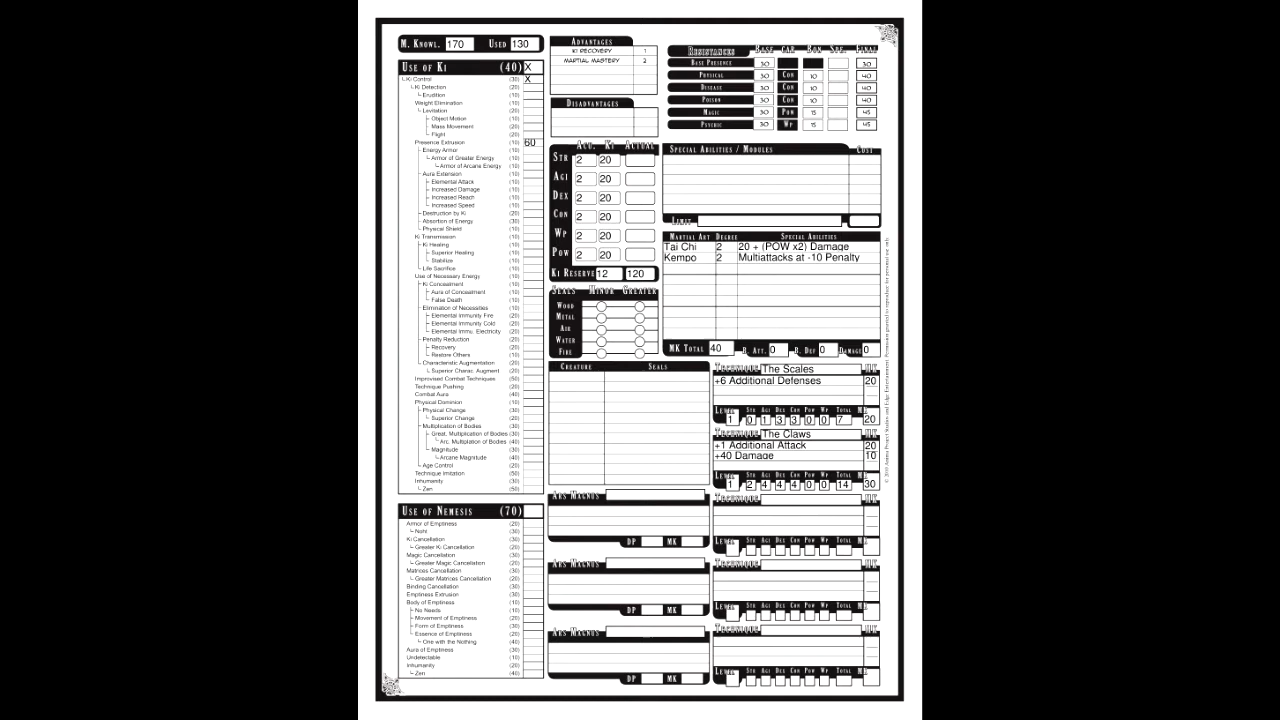 M. Knowl. 170 Used 130
Use of Ki (40) X
Ki Control (30) X
Ki Detection (20)
Erudition (10)
Weight Elimination (10)
Levitation (20)
Object Motion (10)
Mass Movement (20)
Flight (20)
Presence Extrusion (10) 60
Energy Armor (10)
Armor of Greater Energy (10)
Armor of Arcane Energy (10)
Aura Extension (10)
Elemental Attack (10)
Increased Damage (10)
Increased Reach (10)
Increased Speed (10)
Destruction by Ki (20)
Absorption of Energy (30)
Physical Shield (10)
Ki Transmission (10)
Ki Healing (10)
Superior Healing (10)
Stabilize (10)
Life Sacrifice (10)
Use of Necessary Energy (10)
Ki Concealment (10)
Aura of Concealment (10)
False Death (10)
Elimination of Necessities (10)
Elemental Immunity Fire (20)
Elemental Immunity Cold (20)
Elemental Immu. Electricity (20)
Penalty Reduction (20)
Recovery (20)
Restore Others (10)
Characteristic Augmentation (20)
Superior Charac. Augment (20)
Improved Combat Techniques (50)
Technique Pushing (20)
Combat Aura (40)
Physical Dominion (10)
Physical Change (30)
Superior Change (20)
Multiplication of Bodies (30)
Great. Multiplication of Bodies (30)
Arc. Multiplation of Bodies (40)
Magnitude (30)
Arcane Magnitude (40)
Age Control (20)
Technique Imitation (50)
Inhumanity (30)
Zen (50)
Use of Nemesis (70)
Armor of Emptiness (20)
Noht (30)
Ki Cancellation (30)
Greater Ki Cancellation (20)
Magic Cancellation (30)
Greater Magic Cancellation (20)
Matrices Cancellation (30)
Greater Matrices Cancellation (20)
Binding Cancellation (30)
Emptiness Extrusion (30)
Body of Emptiness (10)
No Needs (10)
Movement of Emptiness (20)
Form of Emptiness (30)
Essence of Emptiness (20)
One with the Nothing (40)
Aura of Emptiness (30)
Undetectable (10)
Inhumanity (20)
Zen (40)
Advantages
Ki Recovery 1
Martial Mastery 2
Disadvantages
Acu. Ki Actual
Str 2 20
Agi 2 20
Dex 2 20
Con 2 20
Wp 2 20
Pow 2 20
Ki Reserve 12 120
Seals Minor Greater
Wood
Metal
Air
Water
Fire
Creature Seals
Ars Magnus
DP MK
Ars Magnus
DP MK
Ars Magnus
DP MK
Resistances Base CAR Bon Spe. Final
Base Presence 30 30
Physical 30 Con 10 40
Disease 30 Con 10 40
Poison 30 Con 10 40
Magic 30 Pow 15 45
Psychic 30 Wp 15 45
Special Abilities / Modules Cost
Limit
Martial Art Degree Special Abilities
Tai Chi 2 20 + (POW x2) Damage
Kempo 2 Multiattacks at -10 Penalty
MK Total 40 B. Att. 0 B. Def 0 Damage 0
Technique The Scales MK
+6 Additional Defenses 20
Level Str Agi Dex Con Pow Wp Total MK
1 0 1 3 3 0 0 7 20
Technique The Claws MK
+1 Additional Attack 20
+40 Damage 10
Level Str Agi Dex Con Pow Wp Total MK
1 2 4 4 4 0 0 14 30
Technique MK
Level Str Agi Dex Con Pow Wp Total MK
Technique MK
Level Str Agi Dex Con Pow Wp Total MK
Technique MK
Level Str Agi Dex Con Pow Wp Total MK
Anima Project Studios and Edge Entertainment. Permission granted to reproduce for personal use only.